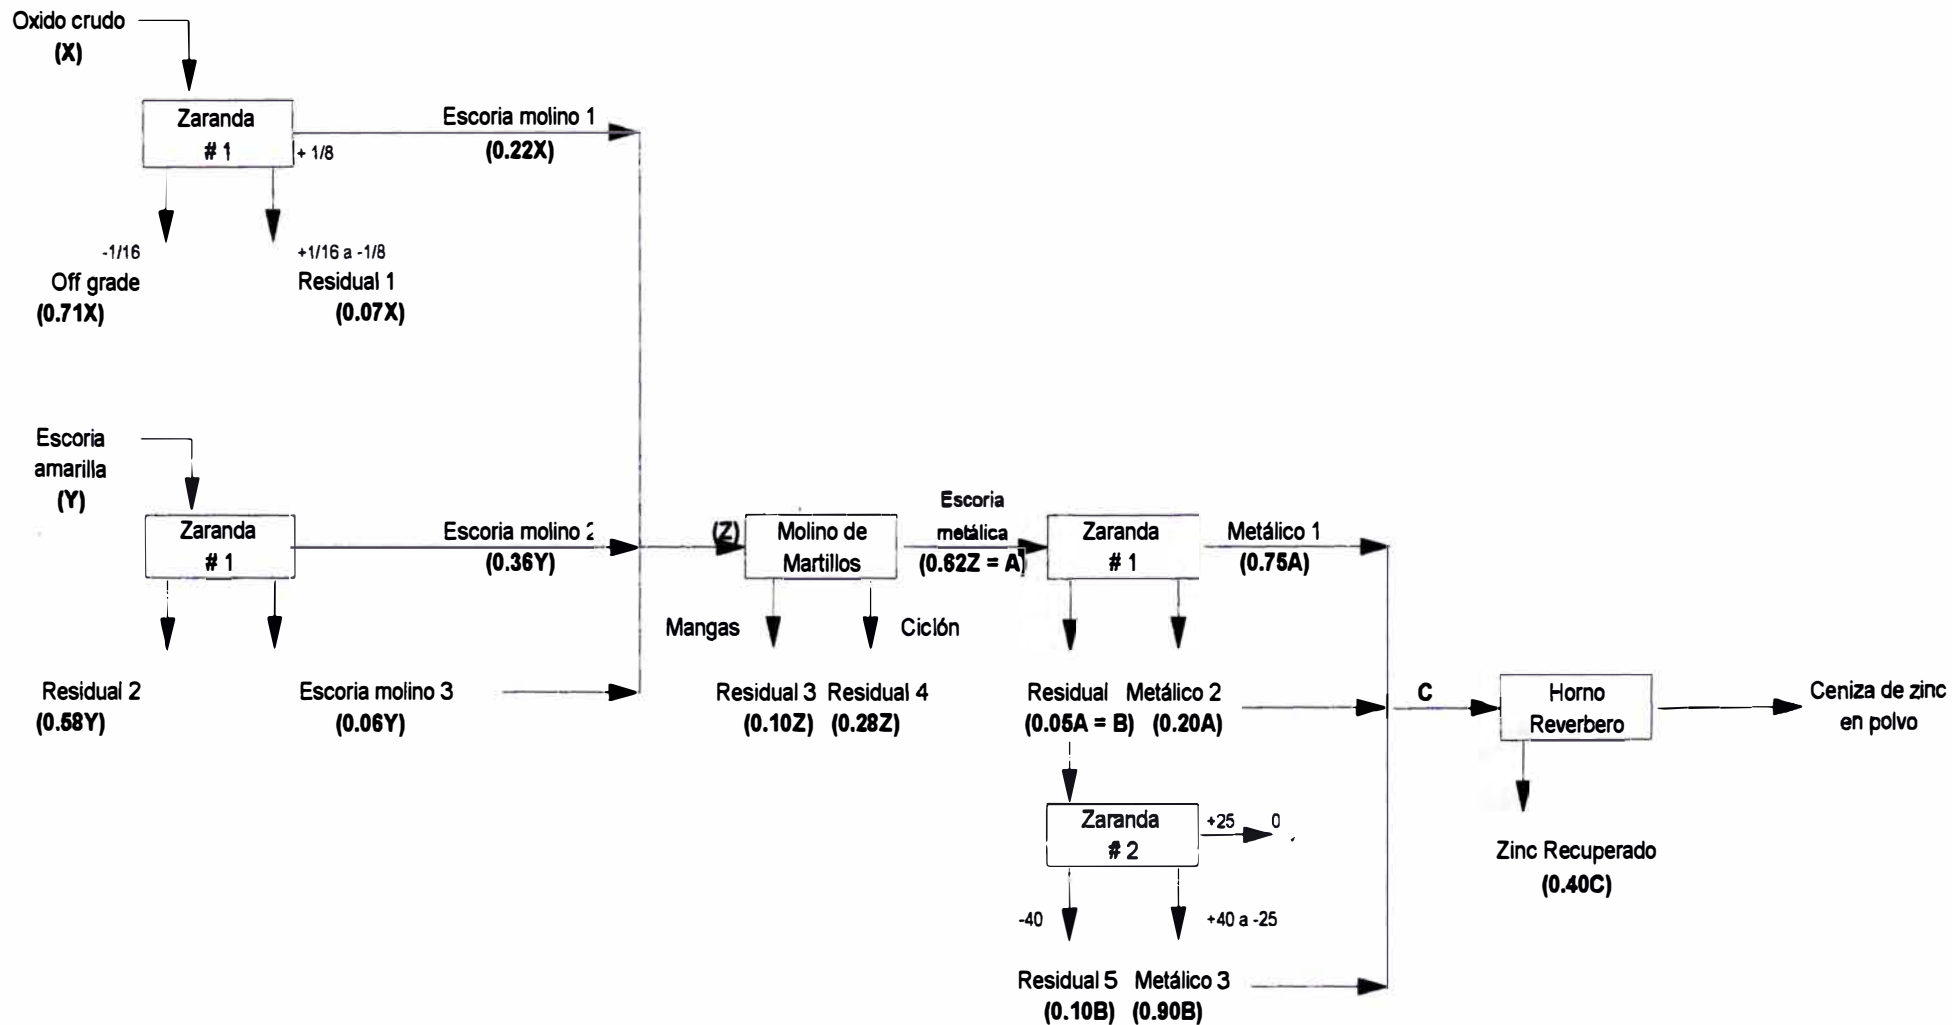 Oxido crudo
(X)
Zaranda
# 1
+ 1/8
Escoria molino 1
(0.22X)
-1/16
Off grade
(0.71X)
+1/16 a -1/8
Residual 1
(0.07X)
Escoria
amarilla
(Y)
Zaranda
# 1
Escoria molino 2
(0.36Y)
Residual 2
(0.58Y)
Escoria molino 3
(0.06Y)
(Z)
Molino de
Martillos
Mangas
Ciclón
Residual 3
(0.10Z)
Residual 4
(0.28Z)
Escoria
metálica
(0.62Z = A)
Zaranda
# 1
Metálico 1
(0.75A)
Residual
(0.05A = B)
Metálico 2
(0.20A)
Zaranda
# 2
+25
0
-40
+40 a -25
Residual 5
(0.10B)
Metálico 3
(0.90B)
C
Horno
Reverbero
Zinc Recuperado
(0.40C)
Ceniza de zinc
en polvo